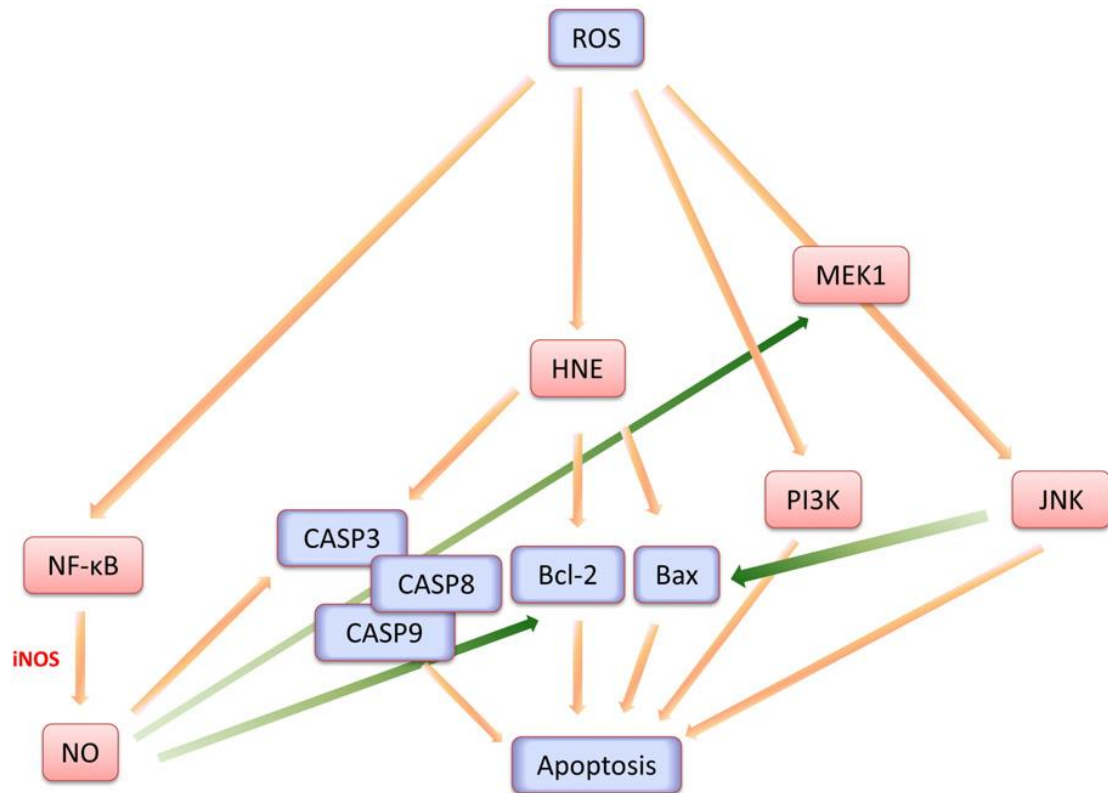 ROS
MEK1
HNE
PI3K
JNK
CASP3
NF-κB
CASP8
Bcl-2
Bax
CASP9
iNOS
NO
Apoptosis